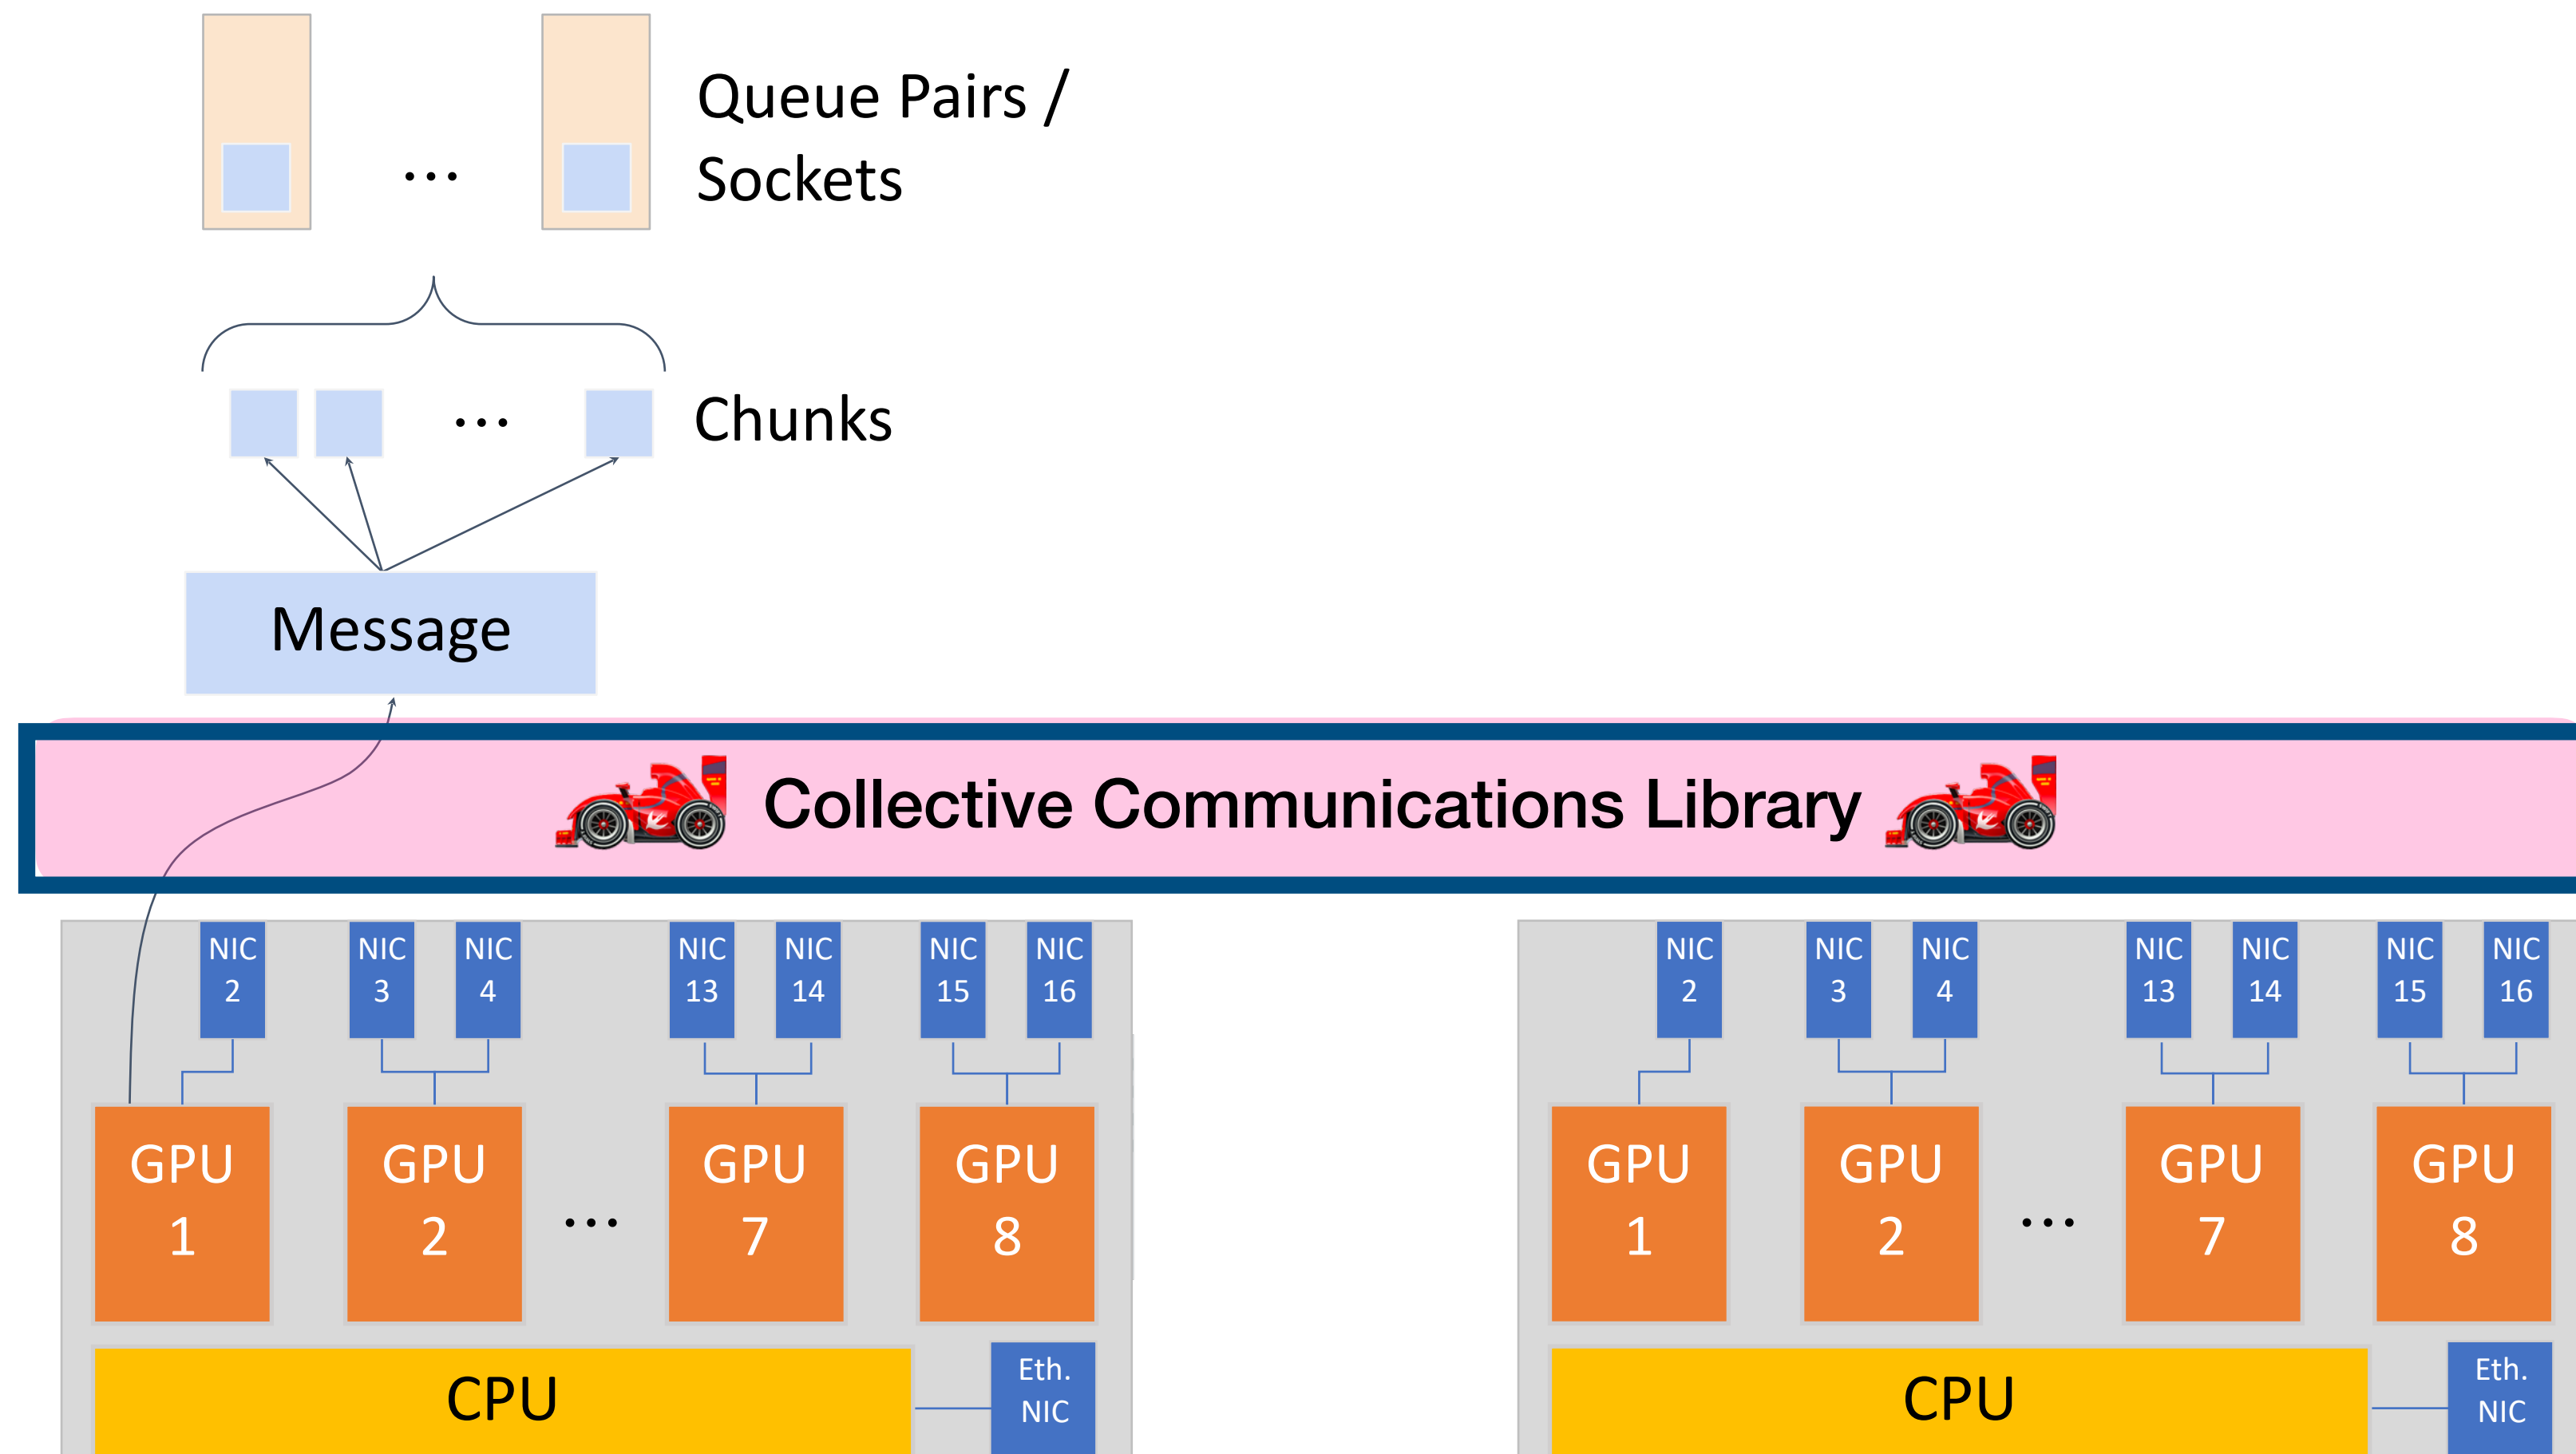 Queue Pairs /
Sockets
...
Chunks
...
Message
Collective Communications Library
NIC
2
NIC
3
NIC
4
NIC
13
NIC
14
NIC
15
NIC
16
NIC
2
NIC
3
NIC
4
NIC
13
NIC
14
NIC
15
NIC
16
GPU
1
GPU
2
...
GPU
7
GPU
8
GPU
1
GPU
2
...
GPU
7
GPU
8
CPU
Eth.
NIC
CPU
Eth.
NIC